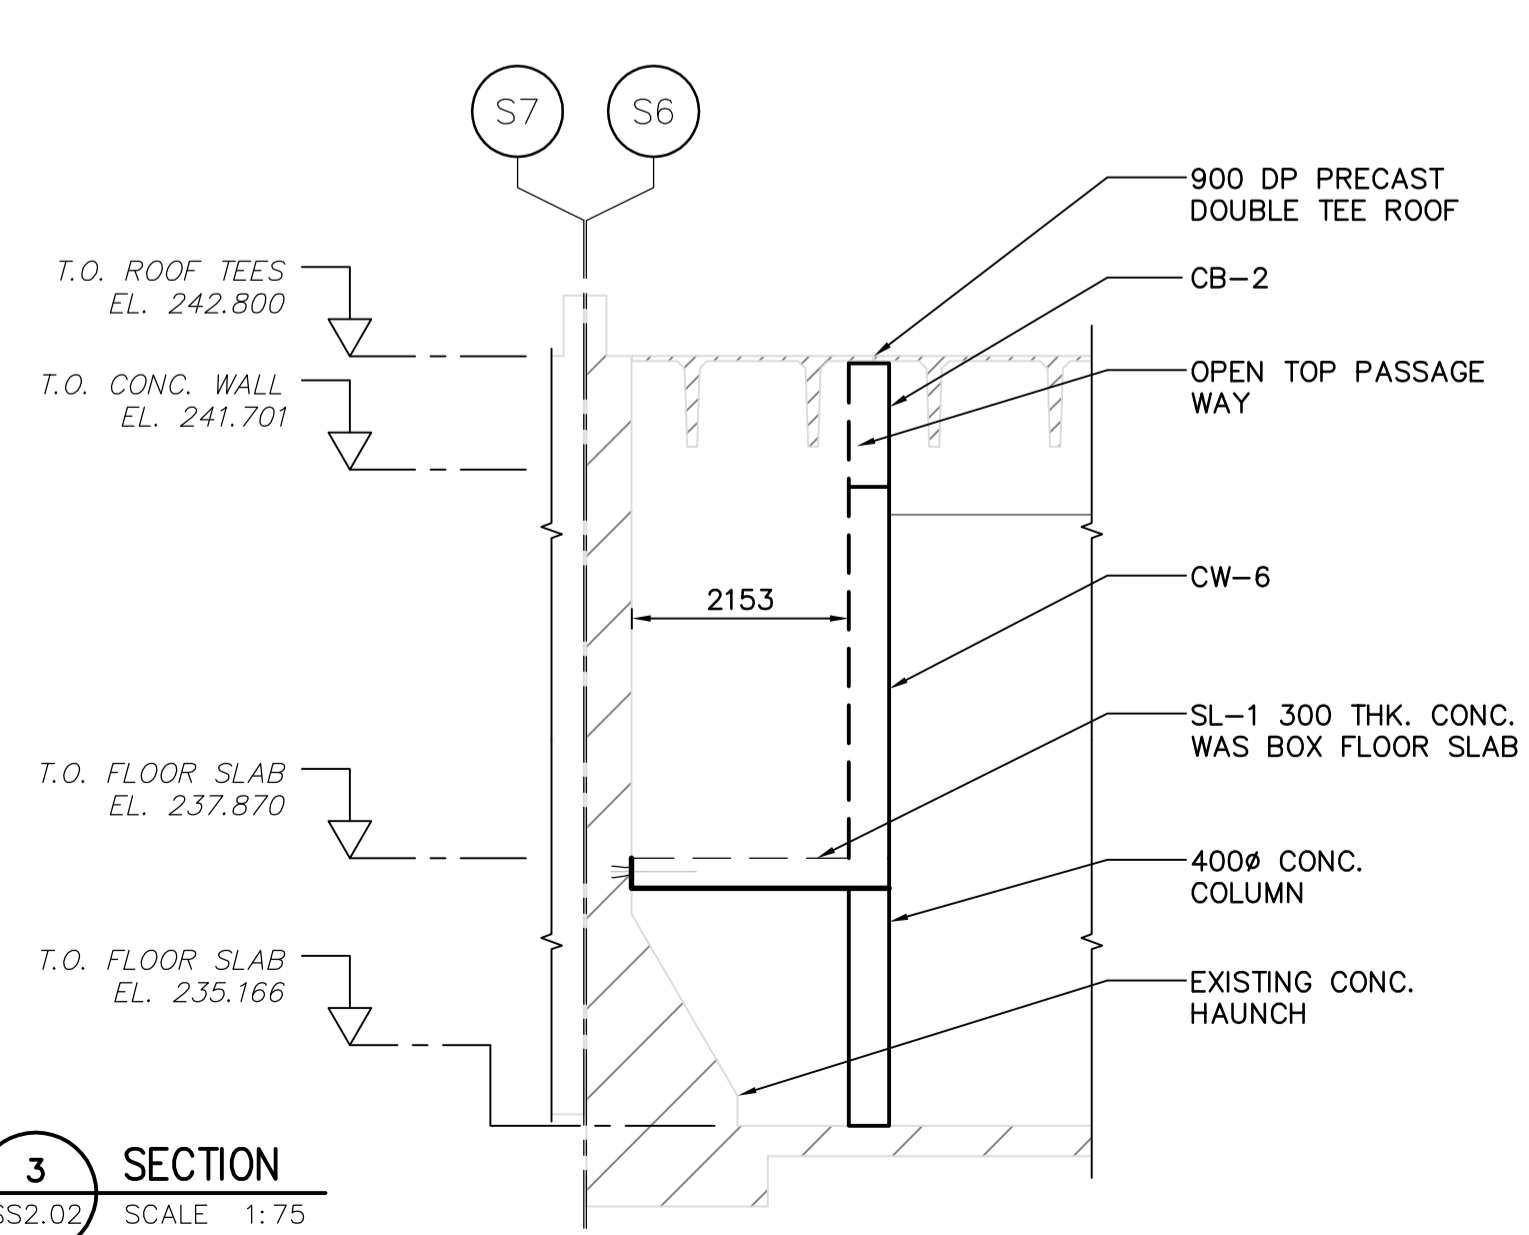 S7 S6
900 DP PRECAST
DOUBLE TEE ROOF
T.O. ROOF TEES
EL. 242.800
CB-2
OPEN TOP PASSAGE
WAY
T.O. CONC. WALL
EL. 241.701
CW-6
2153
SL-1 300 THK. CONC.
WAS BOX FLOOR SLAB
T.O. FLOOR SLAB
EL. 237.870
400ø CONC.
COLUMN
T.O. FLOOR SLAB
EL. 235.166
EXISTING CONC.
HAUNCH
3 SECTION
SS2.02 SCALE 1:75